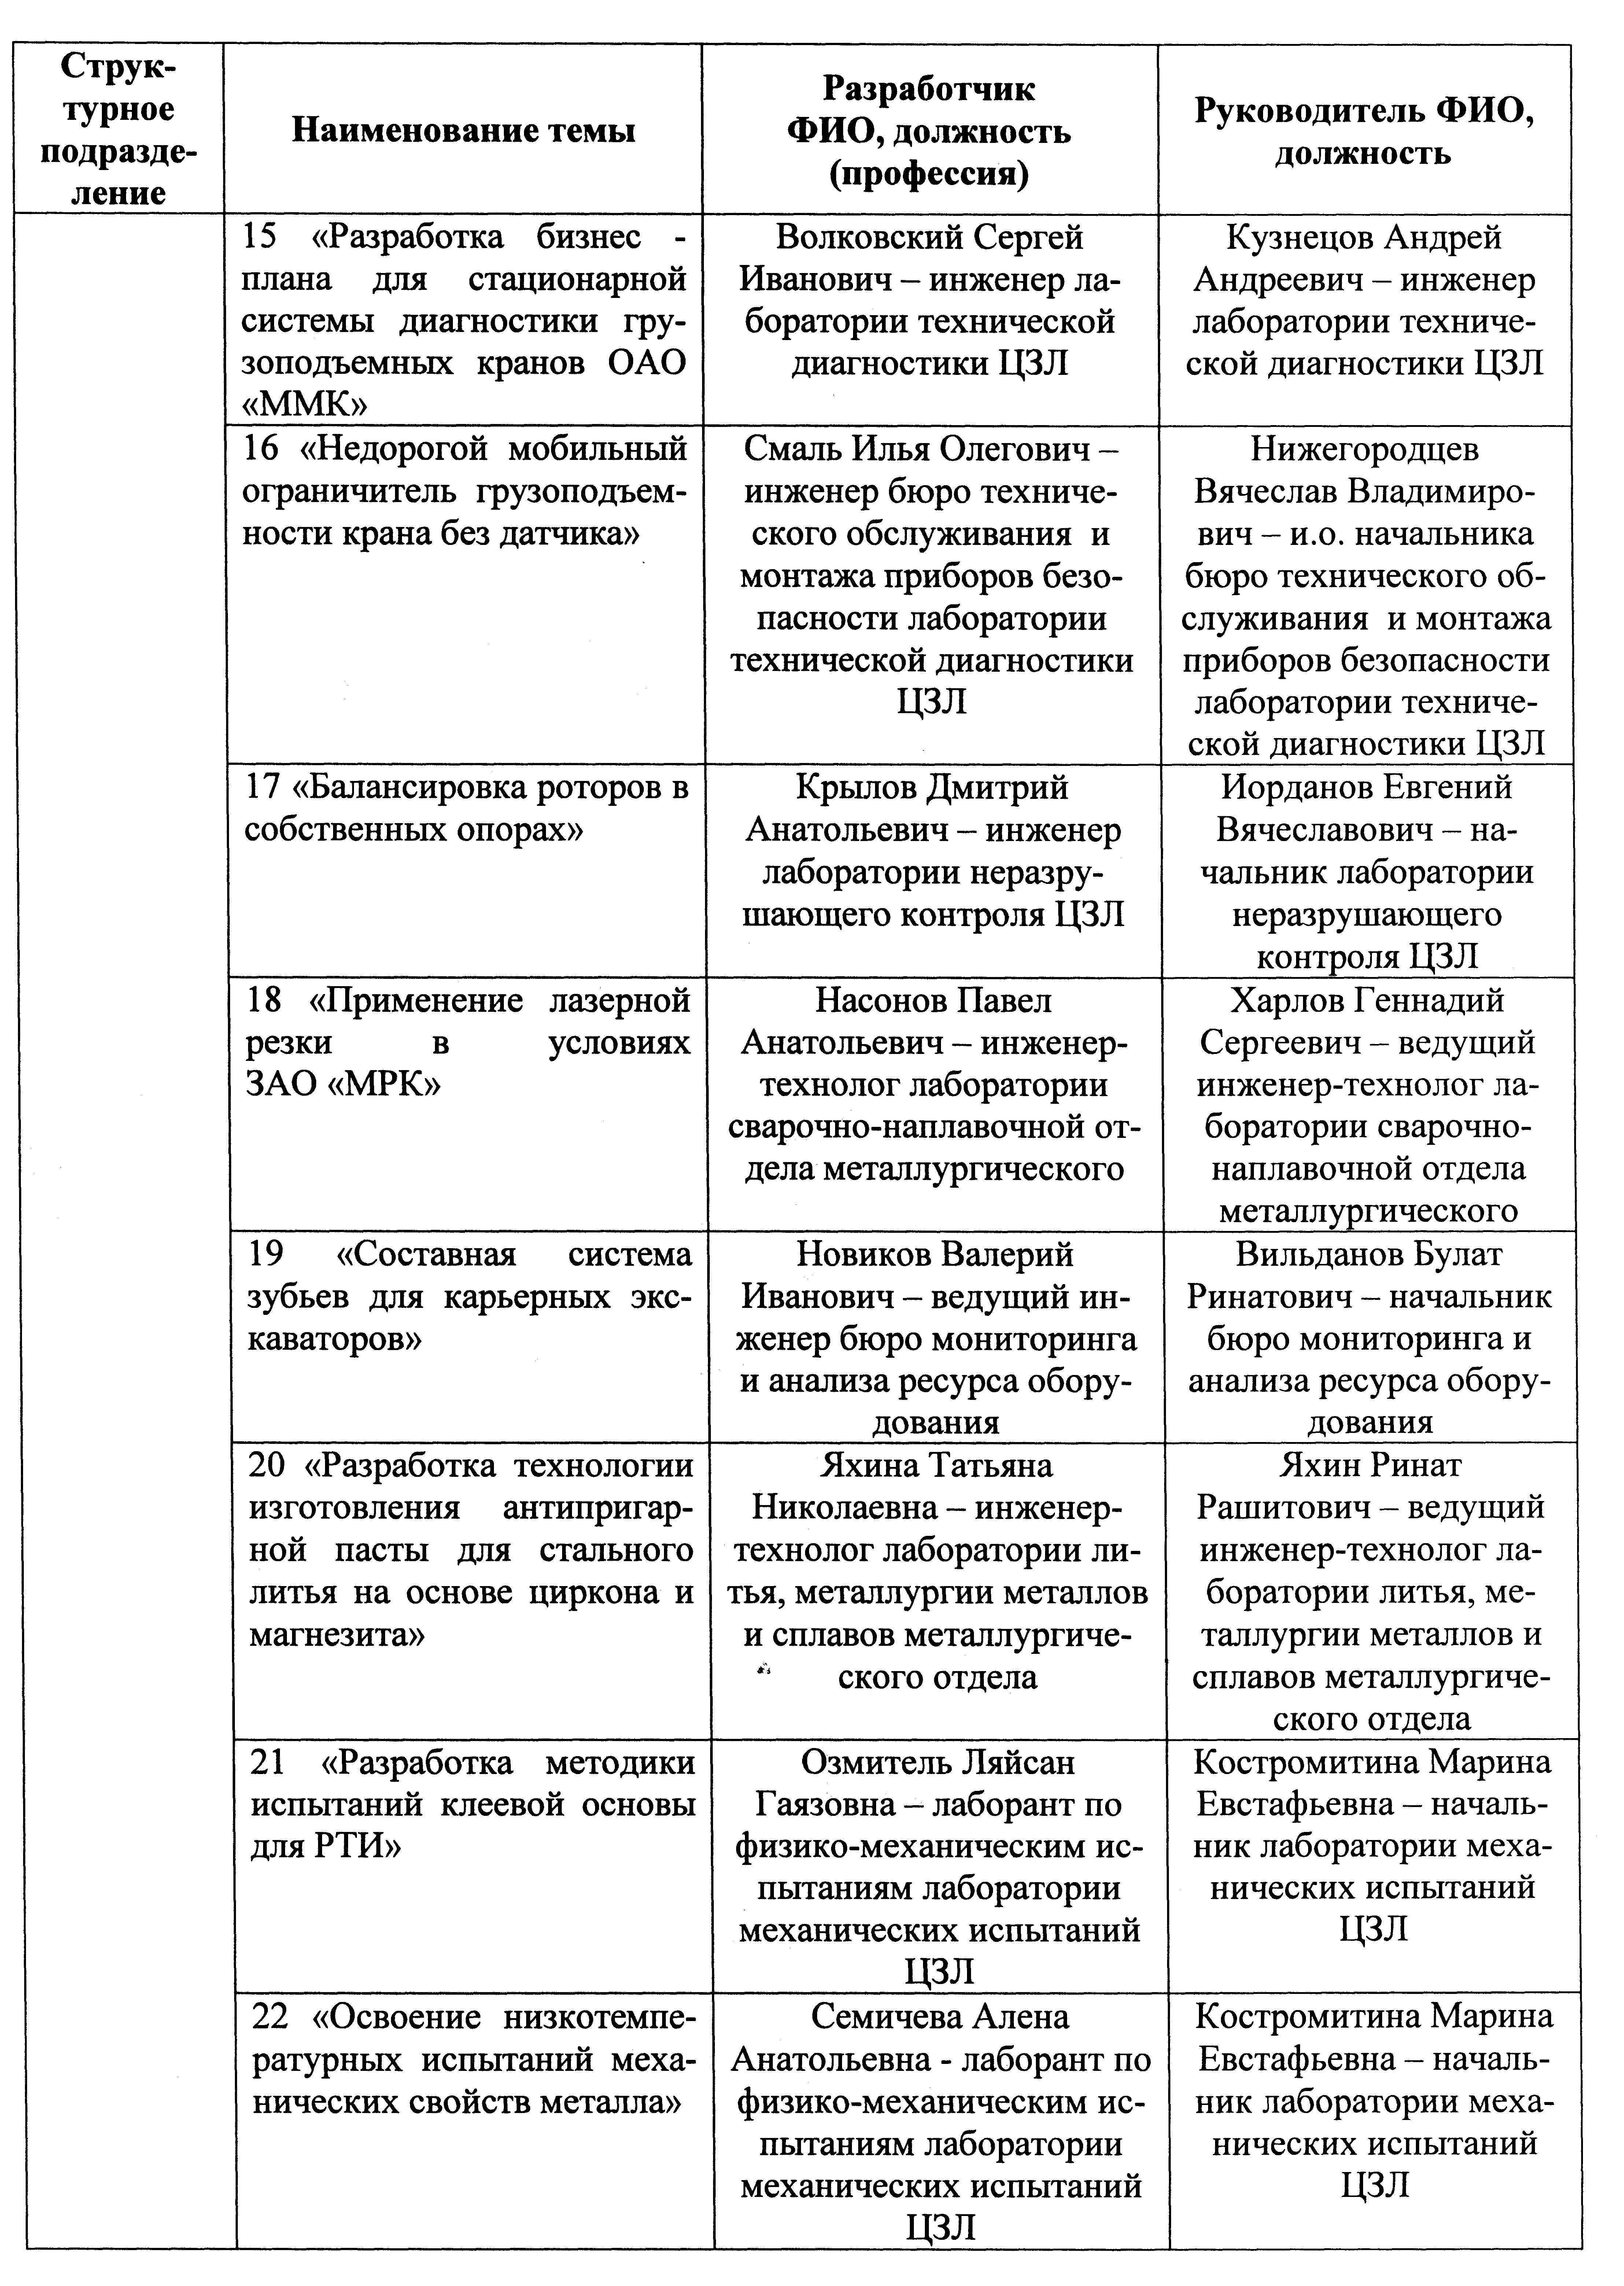 Струк-
турное
подразде-
ление
Наименование темы
Разработчик
ФИО, должность
(профессия)
Руководитель ФИО,
должность
15 «Разработка бизнес -
плана для стационарной
системы диагностики гру-
зоподъемных кранов ОАО
«ММК»
Волковский Сергей
Иванович – инженер ла-
боратории технической
диагностики ЦЗЛ
Кузнецов Андрей
Андреевич – инженер
лаборатории техниче-
ской диагностики ЦЗЛ
16 «Недорогой мобильный
ограничитель грузоподъем-
ности крана без датчика»
Смаль Илья Олегович –
инженер бюро техниче-
ского обслуживания и
монтажа приборов безо-
пасности лаборатории
технической диагностики
ЦЗЛ
Нижегородцев
Вячеслав Владимиро-
вич – и.о. начальника
бюро технического об-
служивания и монтажа
приборов безопасности
лаборатории техниче-
ской диагностики ЦЗЛ
17 «Балансировка роторов в
собственных опорах»
Крылов Дмитрий
Анатольевич – инженер
лаборатории неразру-
шающего контроля ЦЗЛ
Иорданов Евгений
Вячеславович – на-
чальник лаборатории
неразрушающего
контроля ЦЗЛ
18 «Применение лазерной
резки в условиях
ЗАО «МРК»
Насонов Павел
Анатольевич – инженер-
технолог лаборатории
сварочно-наплавочной от-
дела металлургического
Харлов Геннадий
Сергеевич – ведущий
инженер-технолог ла-
боратории сварочно-
наплавочной отдела
металлургического
19 «Составная система
зубьев для карьерных экс-
каваторов»
Новиков Валерий
Иванович – ведущий ин-
женер бюро мониторинга
и анализа ресурса обору-
дования
Вильданов Булат
Ринатович – начальник
бюро мониторинга и
анализа ресурса обору-
дования
20 «Разработка технологии
изготовления антипригар-
ной пасты для стального
литья на основе циркона и
магнезита»
Яхина Татьяна
Николаевна – инженер-
технолог лаборатории ли-
тья, металлургии металлов
и сплавов металлургиче-
ского отдела
Яхин Ринат
Рашитович – ведущий
инженер-технолог ла-
боратории литья, ме-
таллургии металлов и
сплавов металлургиче-
ского отдела
21 «Разработка методики
испытаний клеевой основы
для РТИ»
Озмитель Ляйсан
Гаязовна – лаборант по
физико-механическим ис-
пытаниям лаборатории
механических испытаний
ЦЗЛ
Костромитина Марина
Евстафьевна – началь-
ник лаборатории меха-
нических испытаний
ЦЗЛ
22 «Освоение низкотемпе-
ратурных испытаний меха-
нических свойств металла»
Семичева Алена
Анатольевна - лаборант по
физико-механическим ис-
пытаниям лаборатории
механических испытаний
ЦЗЛ
Костромитина Марина
Евстафьевна – началь-
ник лаборатории меха-
нических испытаний
ЦЗЛ